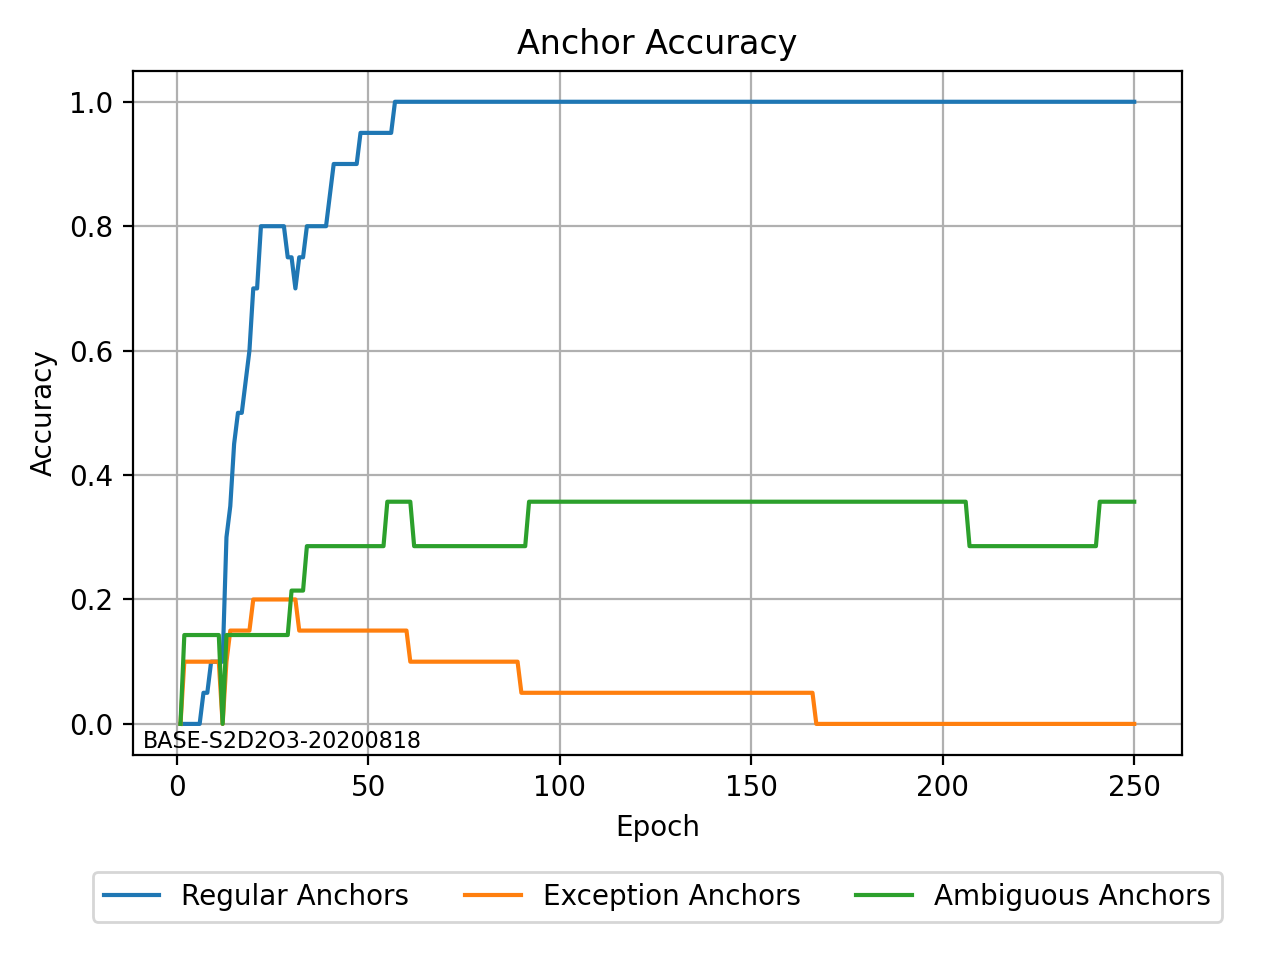 Anchor Accuracy
Accuracy
1.0
0.8
0.6
0.4
0.2
0.0
BASE-S2D2O3-20200818
0 50 100 150 200 250
Epoch
Regular Anchors Exception Anchors Ambiguous Anchors